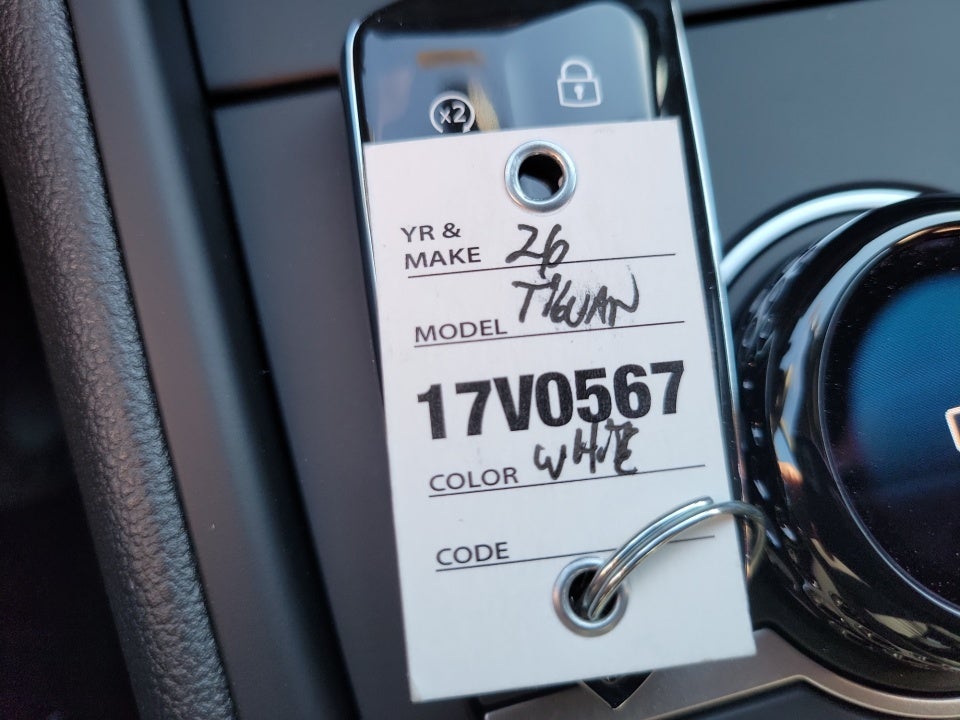 x2
YR &
MAKE 26
MODEL TIGUAN
17V0567
COLOR WHITE
CODE